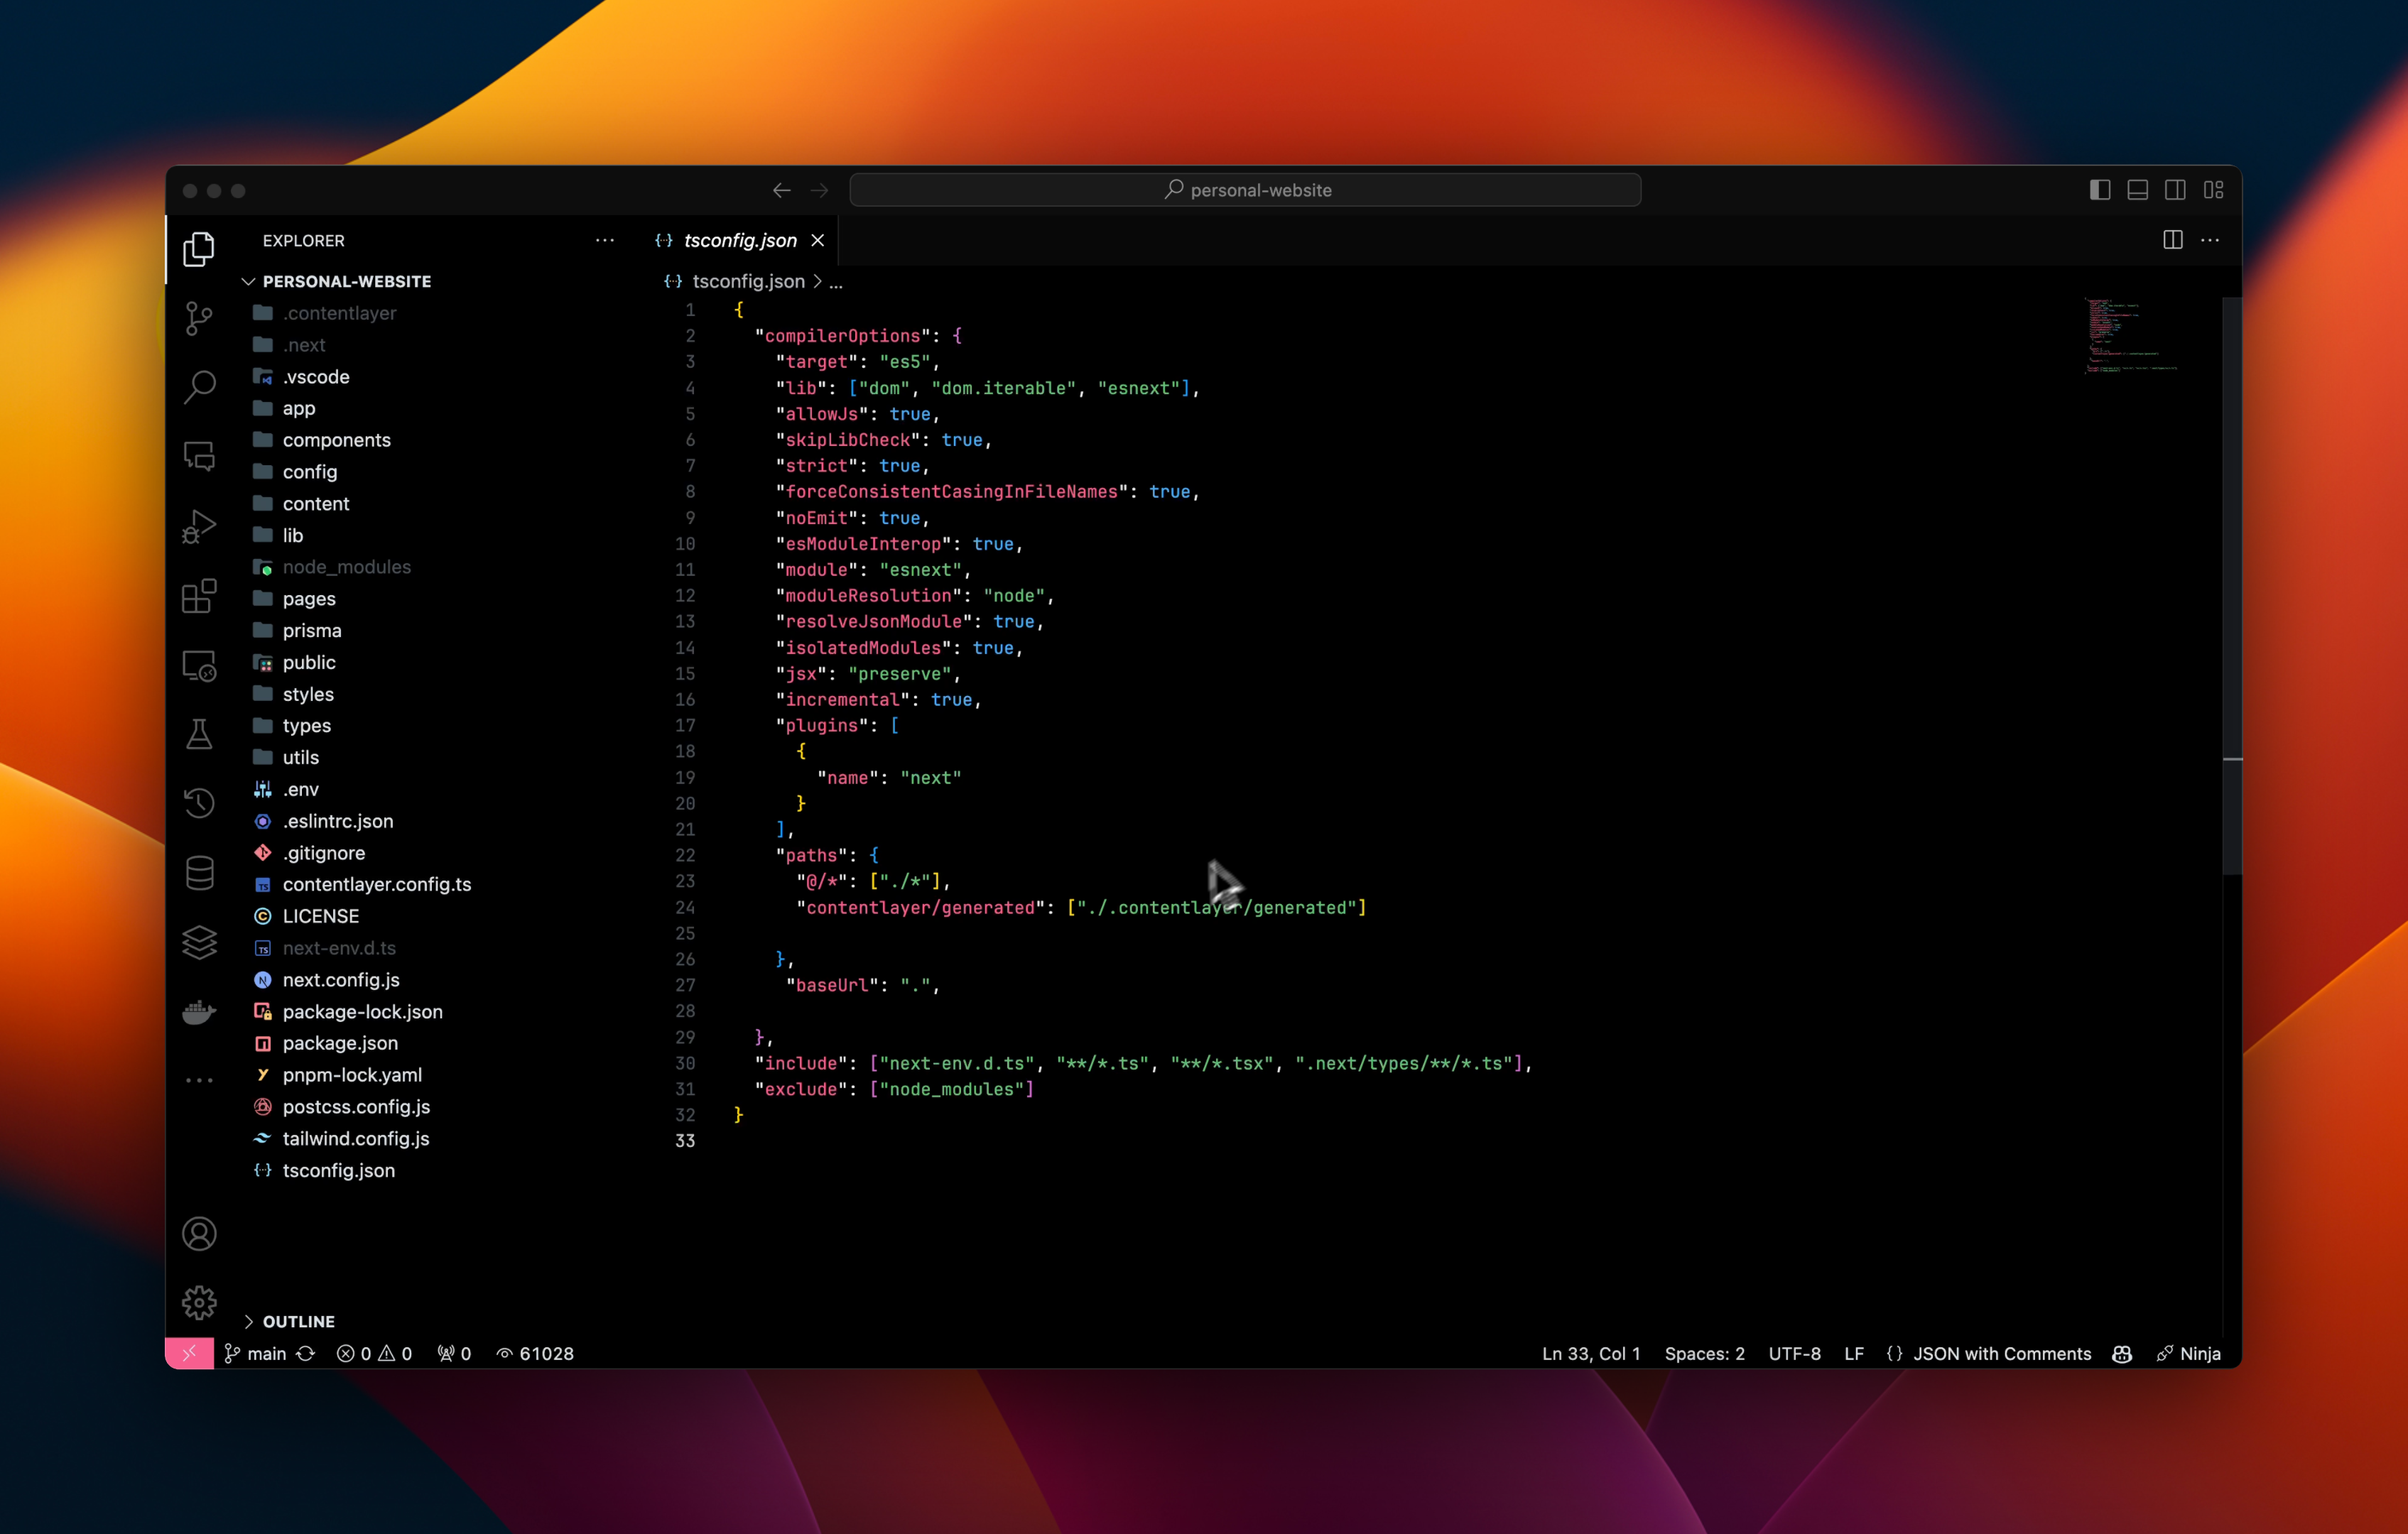 personal-website
EXPLORER
tsconfig.json
PERSONAL-WEBSITE
tsconfig.json > ...
.contentlayer
.next
.vscode
app
components
config
content
lib
node_modules
pages
prisma
public
styles
types
utils
.env
.eslintrc.json
.gitignore
contentlayer.config.ts
LICENSE
next-env.d.ts
next.config.js
package-lock.json
package.json
pnpm-lock.yaml
postcss.config.js
tailwind.config.js
tsconfig.json
OUTLINE
1 {
2 "compilerOptions": {
3 "target": "es5",
4 "lib": ["dom", "dom.iterable", "esnext"],
5 "allowJs": true,
6 "skipLibCheck": true,
7 "strict": true,
8 "forceConsistentCasingInFileNames": true,
9 "noEmit": true,
10 "esModuleInterop": true,
11 "module": "esnext",
12 "moduleResolution": "node",
13 "resolveJsonModule": true,
14 "isolatedModules": true,
15 "jsx": "preserve",
16 "incremental": true,
17 "plugins": [
18 {
19 "name": "next"
20 }
21 ],
22 "paths": {
23 "@/*": ["./*"],
24 "contentlayer/generated": ["./.contentlayer/generated"]
25
26 },
27 "baseUrl": ".",
28
29 },
30 "include": ["next-env.d.ts", "**/*.ts", "**/*.tsx", ".next/types/**/*.ts"],
31 "exclude": ["node_modules"]
32 }
33
main 0 0 0 61028 Ln 33, Col 1 Spaces: 2 UTF-8 LF {} JSON with Comments Ninja